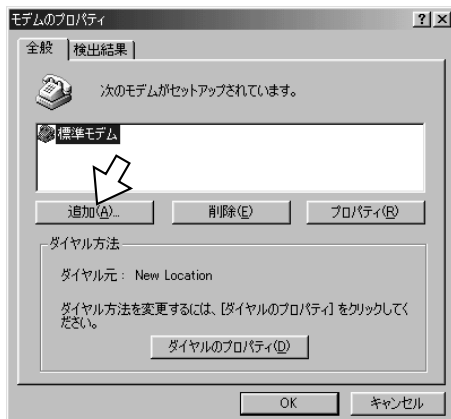 モデムのプロパティ
全般
検出結果
次のモデムがセットアップされています。
標準モデム
追加(A)...
削除(E)
プロパティ(R)
ダイヤル方法
ダイヤル元： New Location
ダイヤル方法を変更するには、[ダイヤルのプロパティ] をクリックしてく
ださい。
ダイヤルのプロパティ(D)
OK
キャンセル